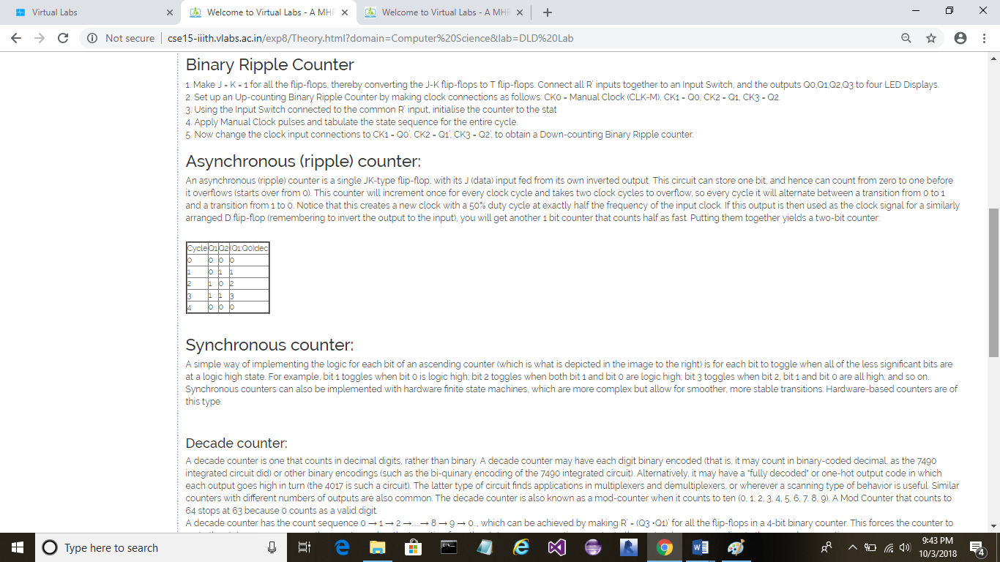 Virtual Labs
Welcome to Virtual Labs - A MHF
Welcome to Virtual Labs - A MHF
Not secure | cse15-iiith.vlabs.ac.in/exp8/Theory.html?domain=Computer%20Science&lab=DLD%20Lab
Binary Ripple Counter
1. Make J = K = 1 for all the flip-flops, thereby converting the J-K flip-flops to T flip-flops. Connect all R' inputs together to an Input Switch, and the outputs Q0,Q1,Q2,Q3 to four LED Displays.
2. Set up an Up-counting Binary Ripple Counter by making clock connections as follows: CK0 = Manual Clock (CLK-M), CK1 = Q0, CK2 = Q1, CK3 = Q2.
3. Using the Input Switch connected to the common R' input, initialise the counter to the stat
4. Apply Manual Clock pulses and tabulate the state sequence for the entire cycle.
5. Now change the clock input connections to CK1 = Q0', CK2 = Q1', CK3 = Q2', to obtain a Down-counting Binary Ripple counter.
Asynchronous (ripple) counter:
An asynchronous (ripple) counter is a single JK-type flip-flop, with its J (data) input fed from its own inverted output. This circuit can store one bit, and hence can count from zero to one before
it overflows (starts over from 0). This counter will increment once for every clock cycle and takes two clock cycles to overflow, so every cycle it will alternate between a transition from 0 to 1
and a transition from 1 to 0. Notice that this creates a new clock with a 50% duty cycle at exactly half the frequency of the input clock. If this output is then used as the clock signal for a similarly
arranged D flip-flop (remembering to invert the output to the input), you will get another 1 bit counter that counts half as fast. Putting them together yields a two-bit counter:
Cycle Q1 Q2 (Q1:Q0)dec
0 0 0 0
1 0 1 1
2 1 0 2
3 1 1 3
4 0 0 0
Synchronous counter:
A simple way of implementing the logic for each bit of an ascending counter (which is what is depicted in the image to the right) is for each bit to toggle when all of the less significant bits are
at a logic high state. For example, bit 1 toggles when bit 0 is logic high; bit 2 toggles when both bit 1 and bit 0 are logic high; bit 3 toggles when bit 2, bit 1 and bit 0 are all high; and so on.
Synchronous counters can also be implemented with hardware finite state machines, which are more complex but allow for smoother, more stable transitions. Hardware-based counters are of
this type.
Decade counter:
A decade counter is one that counts in decimal digits, rather than binary. A decade counter may have each digit binary encoded (that is, it may count in binary-coded decimal, as the 7490
integrated circuit did) or other binary encodings (such as the bi-quinary encoding of the 7490 integrated circuit). Alternatively, it may have a "fully decoded" or one-hot output code in which
each output goes high in turn (the 4017 is such a circuit). The latter type of circuit finds applications in multiplexers and demultiplexers, or wherever a scanning type of behavior is useful. Similar
counters with different numbers of outputs are also common. The decade counter is also known as a mod-counter when it counts to ten (0, 1, 2, 3, 4, 5, 6, 7, 8, 9). A Mod Counter that counts to
64 stops at 63 because 0 counts as a valid digit.
A decade counter has the count sequence 0 →1→2 →.....→ 8 → 9 → 0.., which can be achieved by making R' = (Q3 •Q1)' for all the flip-flops in a 4-bit binary counter. This forces the counter to
Type here to search
9:43 PM
10/3/2018
4